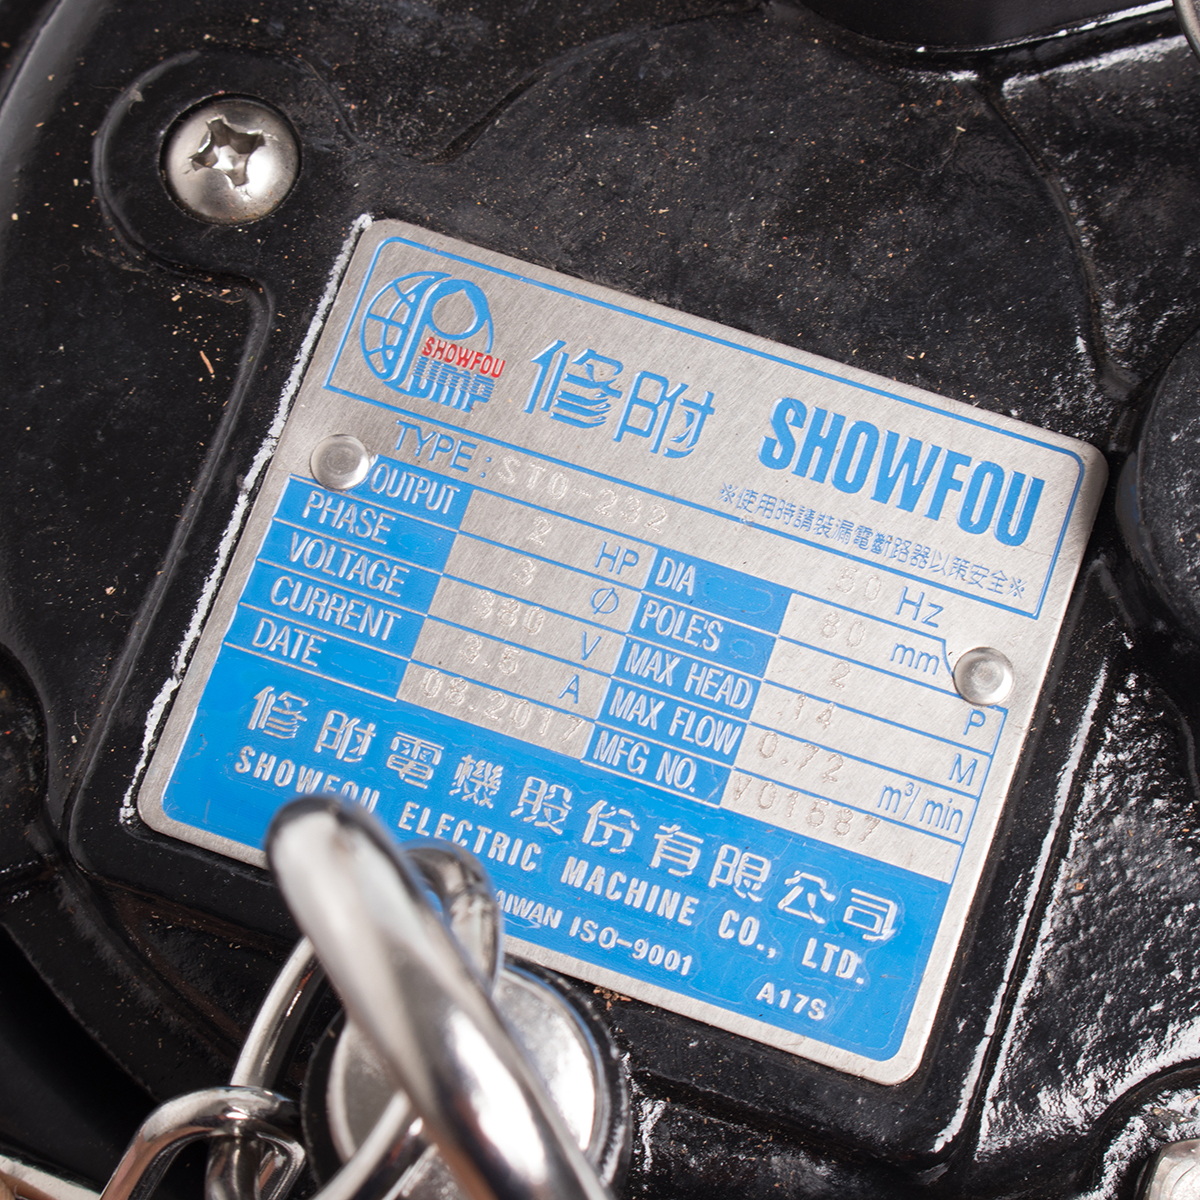 SHOWFOU
PUMP
修附 SHOWFOU
TYPE: STO-232
※使用時請裝漏電斷路器以策安全※
OUTPUT 2 HP 50 Hz
PHASE 3 Φ DIA 80 mm
VOLTAGE 380 V POLE'S 2 P
CURRENT 3.5 A MAX HEAD 14 M
DATE 08.2017 MAX FLOW 0.72 m³/min
MFG NO. V01587
修附電機股份有限公司
SHOWFOU ELECTRIC MACHINE CO., LTD.
TAIWAN ISO-9001
A17S